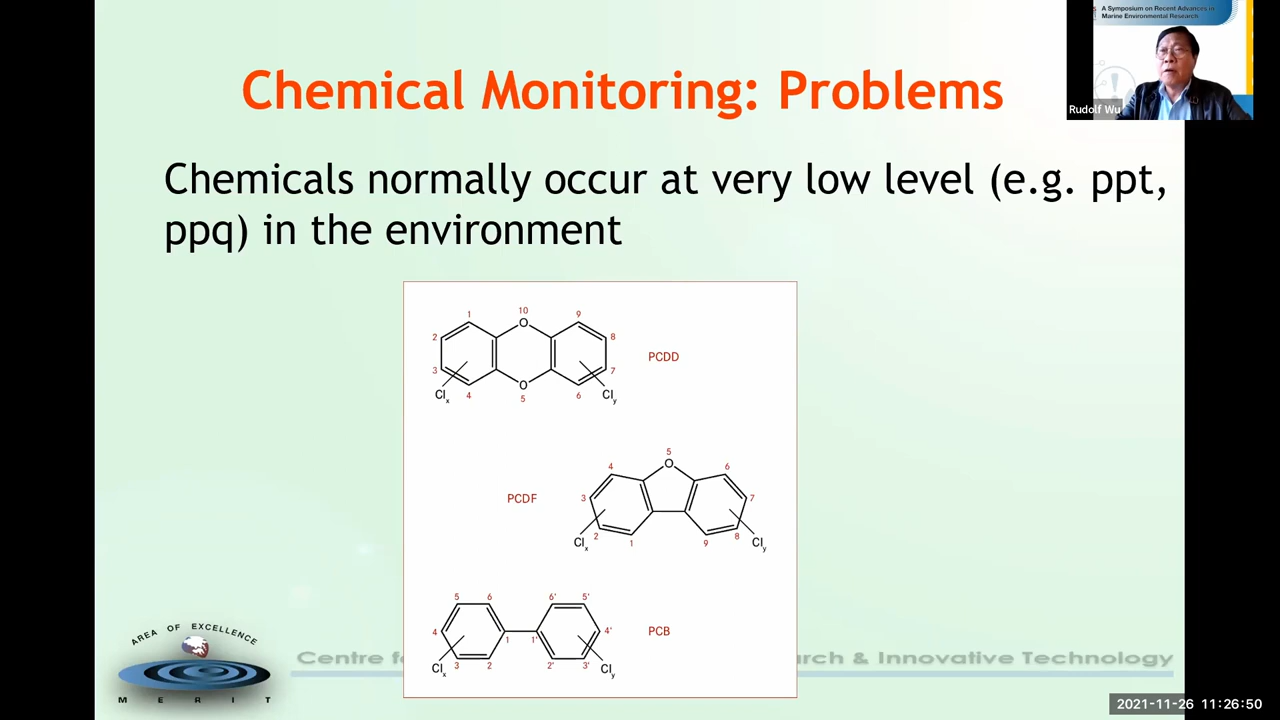 A Symposium on Recent Advances in
Marine Environmental Research
Rudolf Wu
Chemical Monitoring: Problems
Chemicals normally occur at very low level (e.g. ppt,
ppq) in the environment
1
10
9
2
8
3
7
Clx
4
O
O
5
6
Cly
PCDD
5
4
O
6
3
7
PCDF
Clx
2
1
9
8
Cly
5
6
6'
5'
4
1
1'
4'
PCB
Clx
3
2
2'
3'
Cly
AREA OF EXCELLENCE
MERIT
Centre f
rch & Innovative Technology
2021-11-26 11:26:50